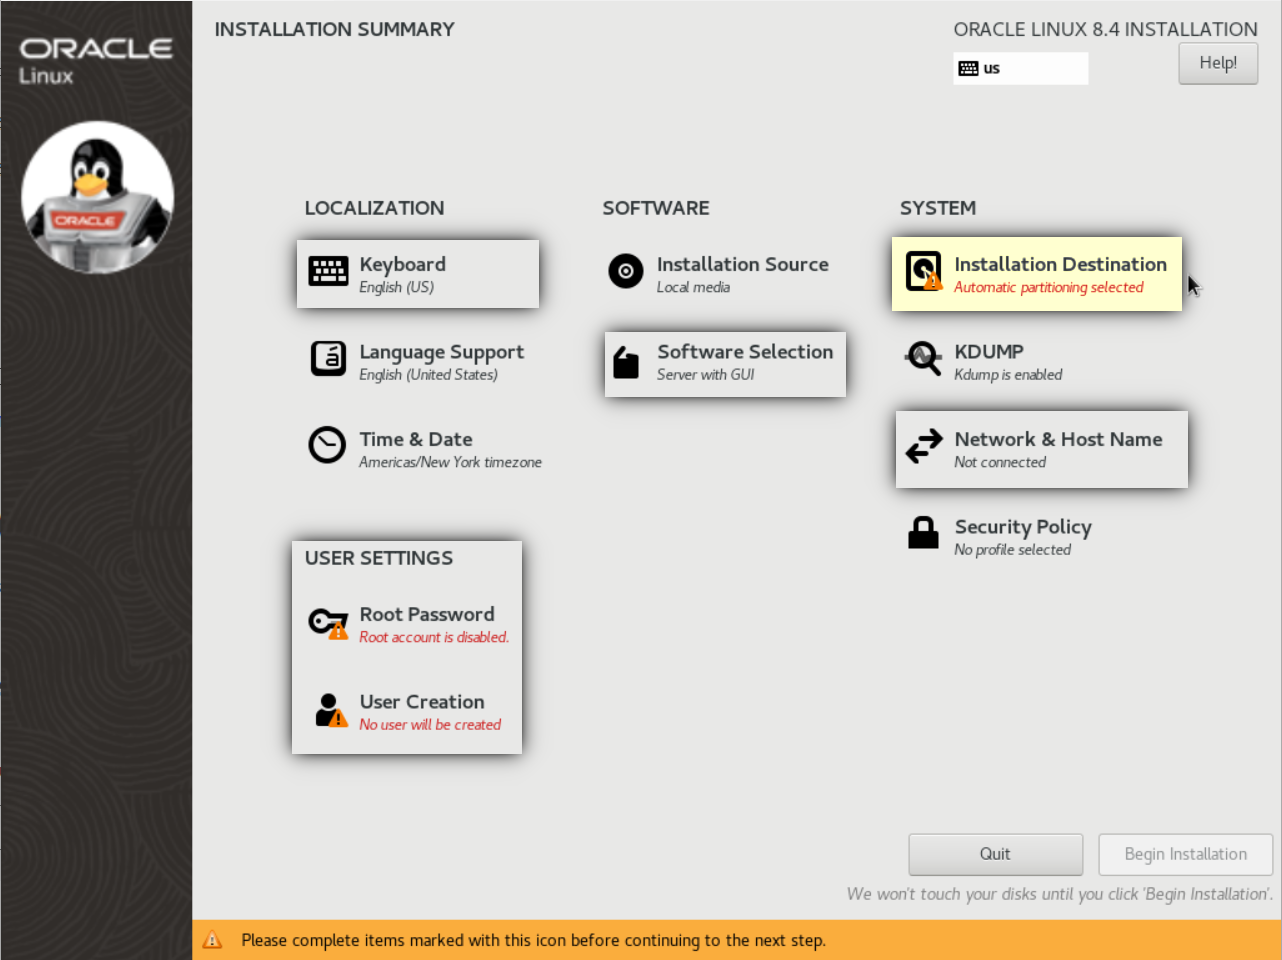 ORACLE
Linux
ORACLE
INSTALLATION SUMMARY
ORACLE LINUX 8.4 INSTALLATION
us
Help!
LOCALIZATION
Keyboard
English (US)
Language Support
English (United States)
Time & Date
Americas/New York timezone
USER SETTINGS
Root Password
Root account is disabled.
User Creation
No user will be created
SOFTWARE
Installation Source
Local media
Software Selection
Server with GUI
SYSTEM
Installation Destination
Automatic partitioning selected
KDUMP
Kdump is enabled
Network & Host Name
Not connected
Security Policy
No profile selected
Quit
Begin Installation
We won't touch your disks until you click 'Begin Installation'.
Please complete items marked with this icon before continuing to the next step.